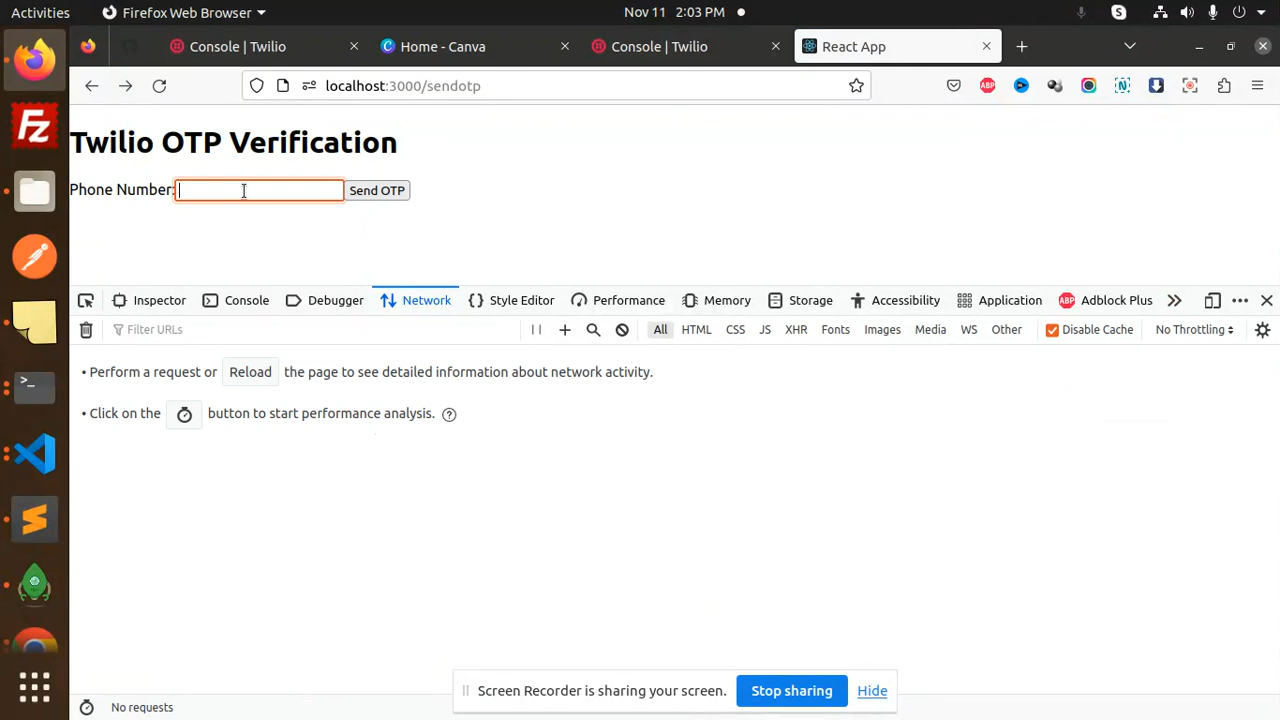 Activities Firefox Web Browser Nov 11 2:03 PM
Console | Twilio Home - Canva Console | Twilio React App
localhost:3000/sendotp
Twilio OTP Verification
Phone Number: Send OTP
Inspector Console Debugger Network Style Editor Performance Memory Storage Accessibility Application Adblock Plus
Filter URLs All HTML CSS JS XHR Fonts Images Media WS Other Disable Cache No Throttling
• Perform a request or Reload the page to see detailed information about network activity.
• Click on the button to start performance analysis. ?
Screen Recorder is sharing your screen. Stop sharing Hide
No requests